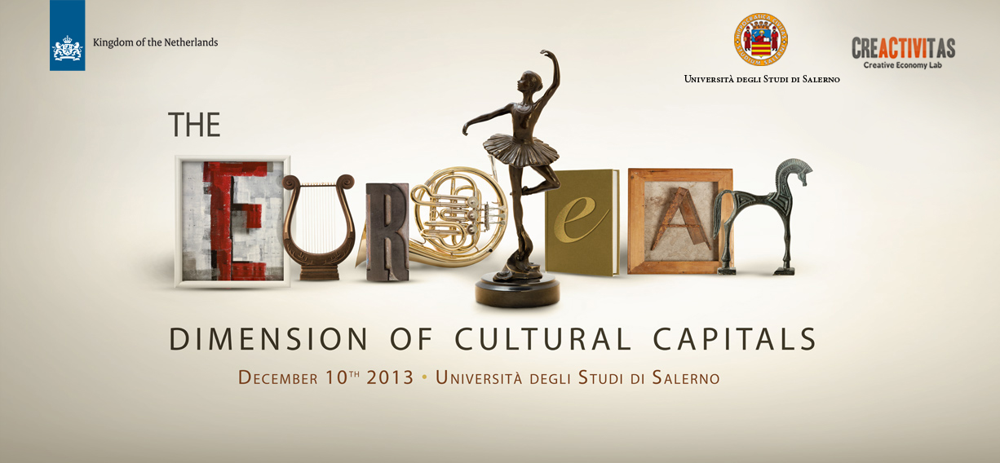 Kingdom of the Netherlands
UNIVERSITÀ DEGLI STUDI DI SALERNO
CREACTIVITAS
Creative Economy Lab
THE
EUROPEAN
DIMENSION OF CULTURAL CAPITALS
DECEMBER 10TH 2013 • UNIVERSITÀ DEGLI STUDI DI SALERNO